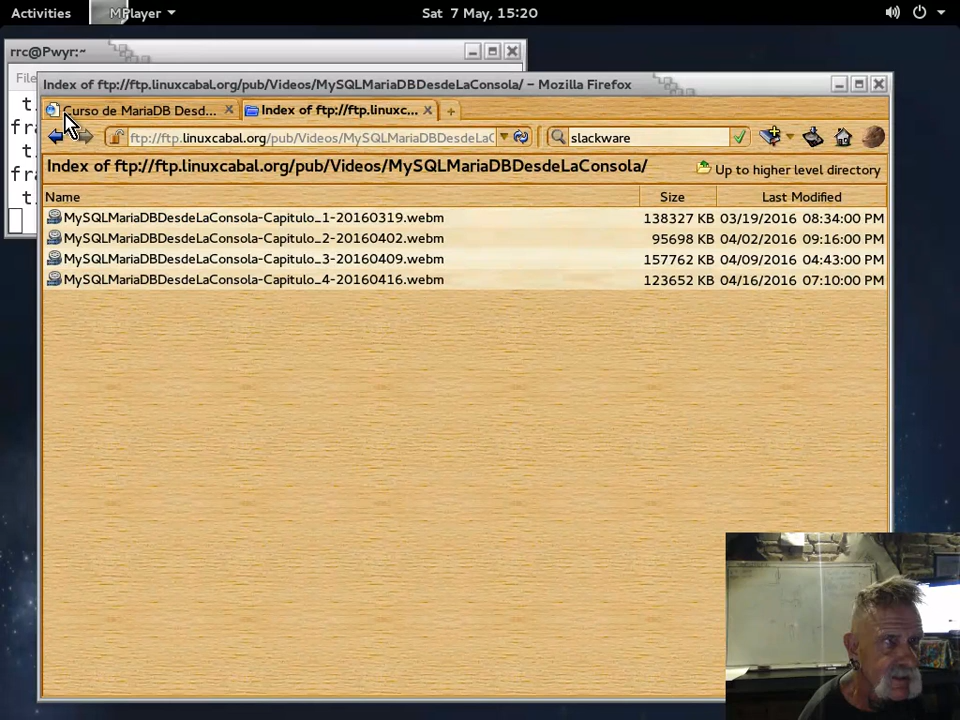 Activities MPlayer Sat 7 May, 15:20
rrc@Pwyr:~
File
Index of ftp://ftp.linuxcabal.org/pub/Videos/MySQLMariaDBDesdeLaConsola/ – Mozilla Firefox
Curso de MariaDB Desd... Index of ftp://ftp.linuxc...
ftp://ftp.linuxcabal.org/pub/Videos/MySQLMariaDBDesdeLaC slackware
Index of ftp://ftp.linuxcabal.org/pub/Videos/MySQLMariaDBDesdeLaConsola/
Up to higher level directory
Name Size Last Modified
MySQLMariaDBDesdeLaConsola-Capitulo_1-20160319.webm 138327 KB 03/19/2016 08:34:00 PM
MySQLMariaDBDesdeLaConsola-Capitulo_2-20160402.webm 95698 KB 04/02/2016 09:16:00 PM
MySQLMariaDBDesdeLaConsola-Capitulo_3-20160409.webm 157762 KB 04/09/2016 04:43:00 PM
MySQLMariaDBDesdeLaConsola-Capitulo_4-20160416.webm 123652 KB 04/16/2016 07:10:00 PM
t.
fra
t.
fra
t.